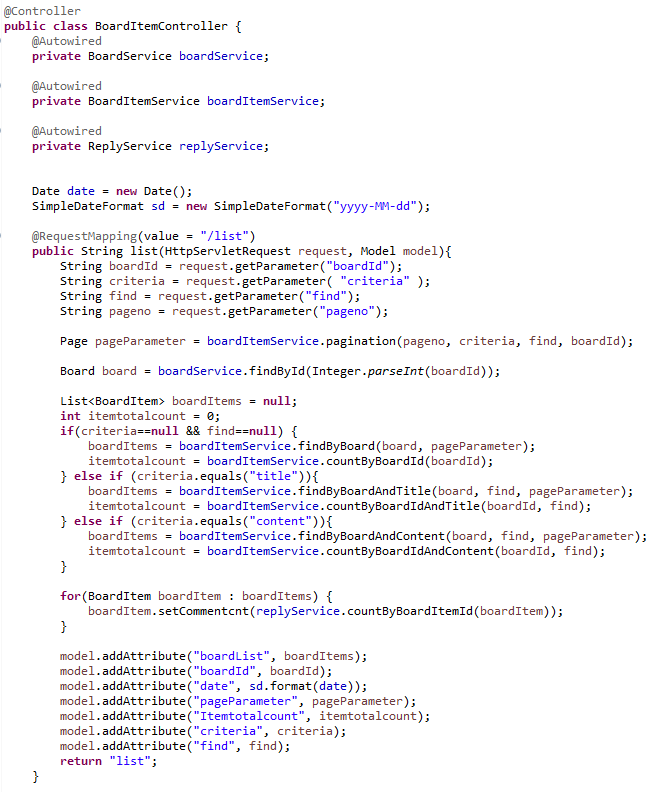 @Controller
public class BoardItemController {
@Autowired
private BoardService boardService;
@Autowired
private BoardItemService boardItemService;
@Autowired
private ReplyService replyService;
Date date = new Date();
SimpleDateFormat sd = new SimpleDateFormat("yyyy-MM-dd");
@RequestMapping(value = "/list")
public String list(HttpServletRequest request, Model model){
String boardId = request.getParameter("boardId");
String criteria = request.getParameter( "criteria" );
String find = request.getParameter("find");
String pageno = request.getParameter("pageno");
Page pageParameter = boardItemService.pagination(pageno, criteria, find, boardId);
Board board = boardService.findById(Integer.parseInt(boardId));
List<BoardItem> boardItems = null;
int itemtotalcount = 0;
if(criteria==null && find==null) {
boardItems = boardItemService.findByBoard(board, pageParameter);
itemtotalcount = boardItemService.countByBoardId(boardId);
} else if (criteria.equals("title")){
boardItems = boardItemService.findByBoardAndTitle(board, find, pageParameter);
itemtotalcount = boardItemService.countByBoardIdAndTitle(boardId, find);
} else if (criteria.equals("content")){
boardItems = boardItemService.findByBoardAndContent(board, find, pageParameter);
itemtotalcount = boardItemService.countByBoardIdAndContent(boardId, find);
}
for(BoardItem boardItem : boardItems) {
boardItem.setCommentcnt(replyService.countByBoardItemId(boardItem));
}
model.addAttribute("boardList", boardItems);
model.addAttribute("boardId", boardId);
model.addAttribute("date", sd.format(date));
model.addAttribute("pageParameter", pageParameter);
model.addAttribute("Itemtotalcount", itemtotalcount);
model.addAttribute("criteria", criteria);
model.addAttribute("find", find);
return "list";
}